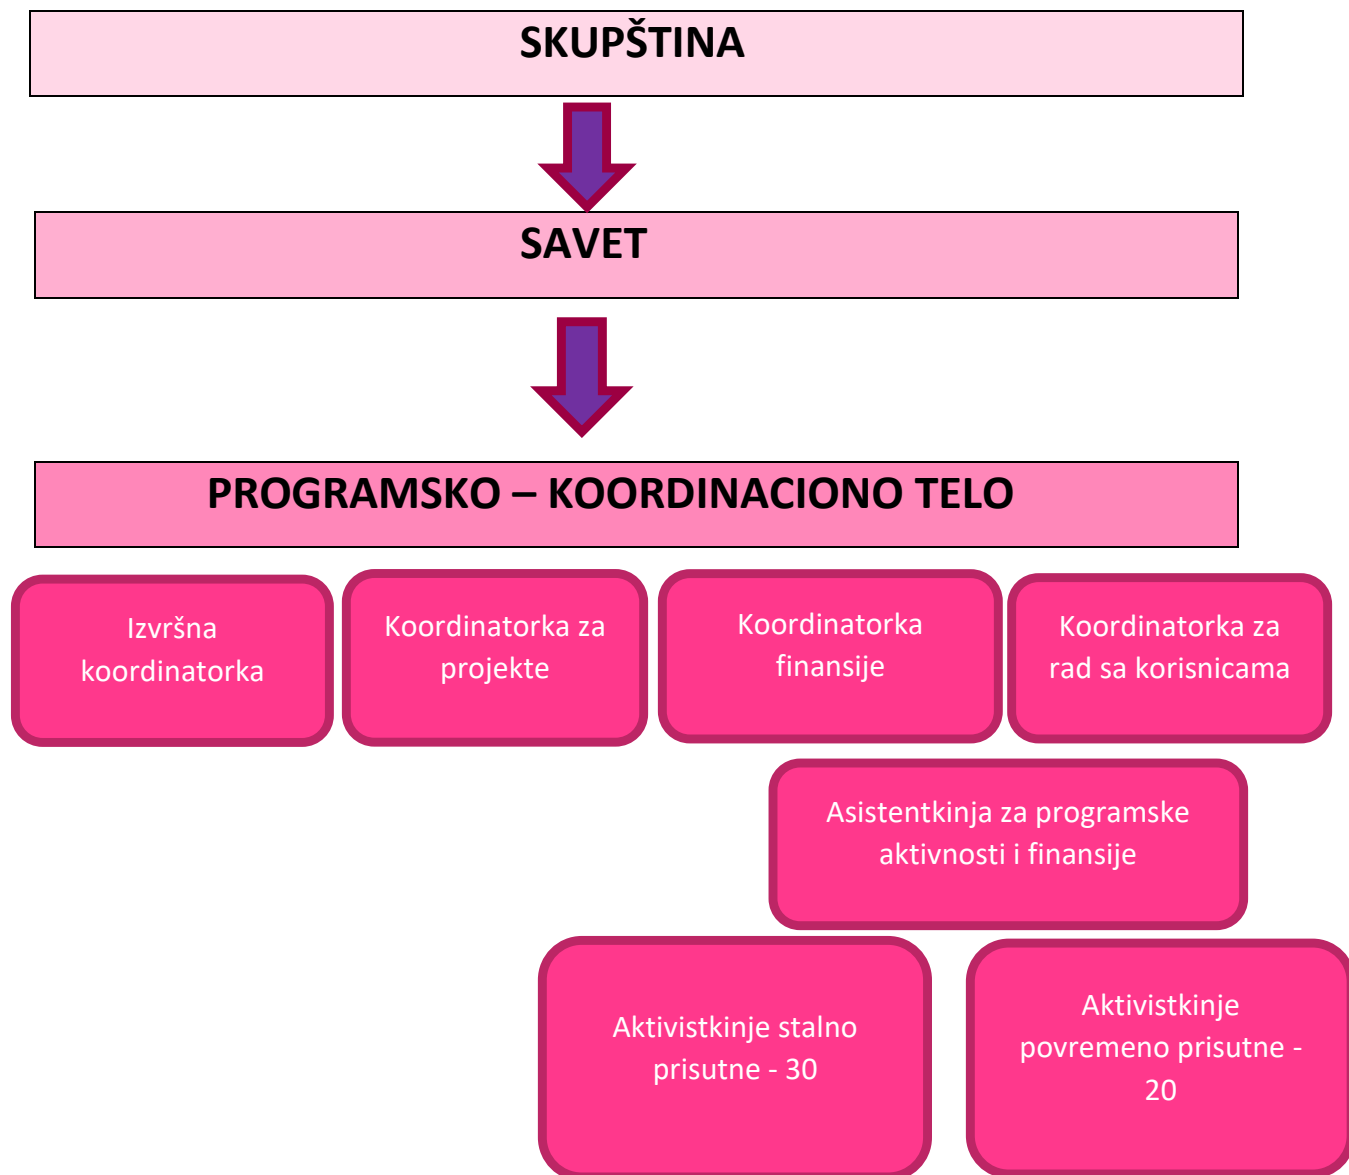 SKUPŠTINA
SAVET
PROGRAMSKO – KOORDINACIONO TELO
Izvršna
koordinatorka
Koordinatorka za
projekte
Koordinatorka
finansije
Koordinatorka za
rad sa korisnicama
Asistentkinja za programske
aktivnosti i finansije
Aktivistkinje stalno
prisutne - 30
Aktivistkinje
povremeno prisutne -
20